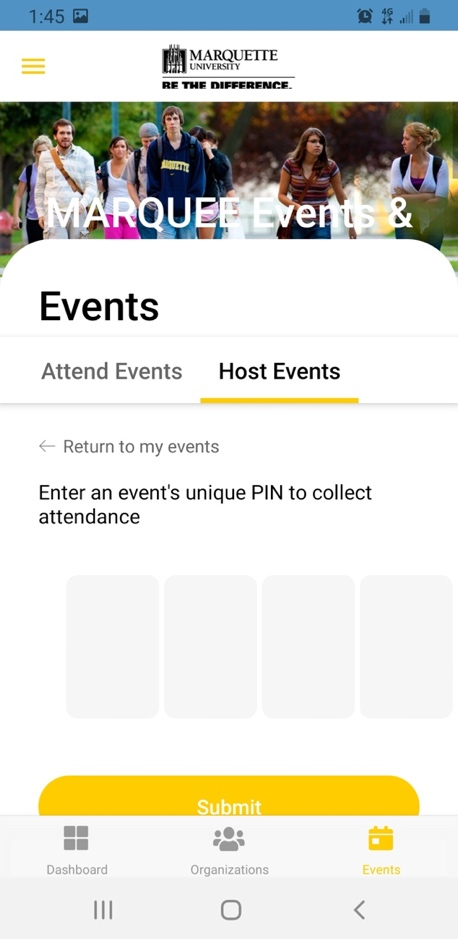 1:45
4G
MARQUETTE
UNIVERSITY
BE THE DIFFERENCE.
MARQUETTE
MARQUEE Events &
Events
Attend Events Host Events
← Return to my events
Enter an event's unique PIN to collect
attendance
Submit
Dashboard Organizations Events